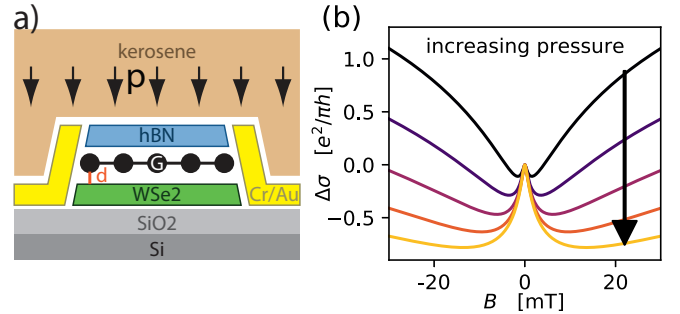 a)
kerosene
p
hBN
G
d
WSe2
Cr/Au
SiO2
Si
(b)
increasing pressure
Δσ [e²/πh]
1.0
0.5
0.0
−0.5
−20
0
20
B [mT]